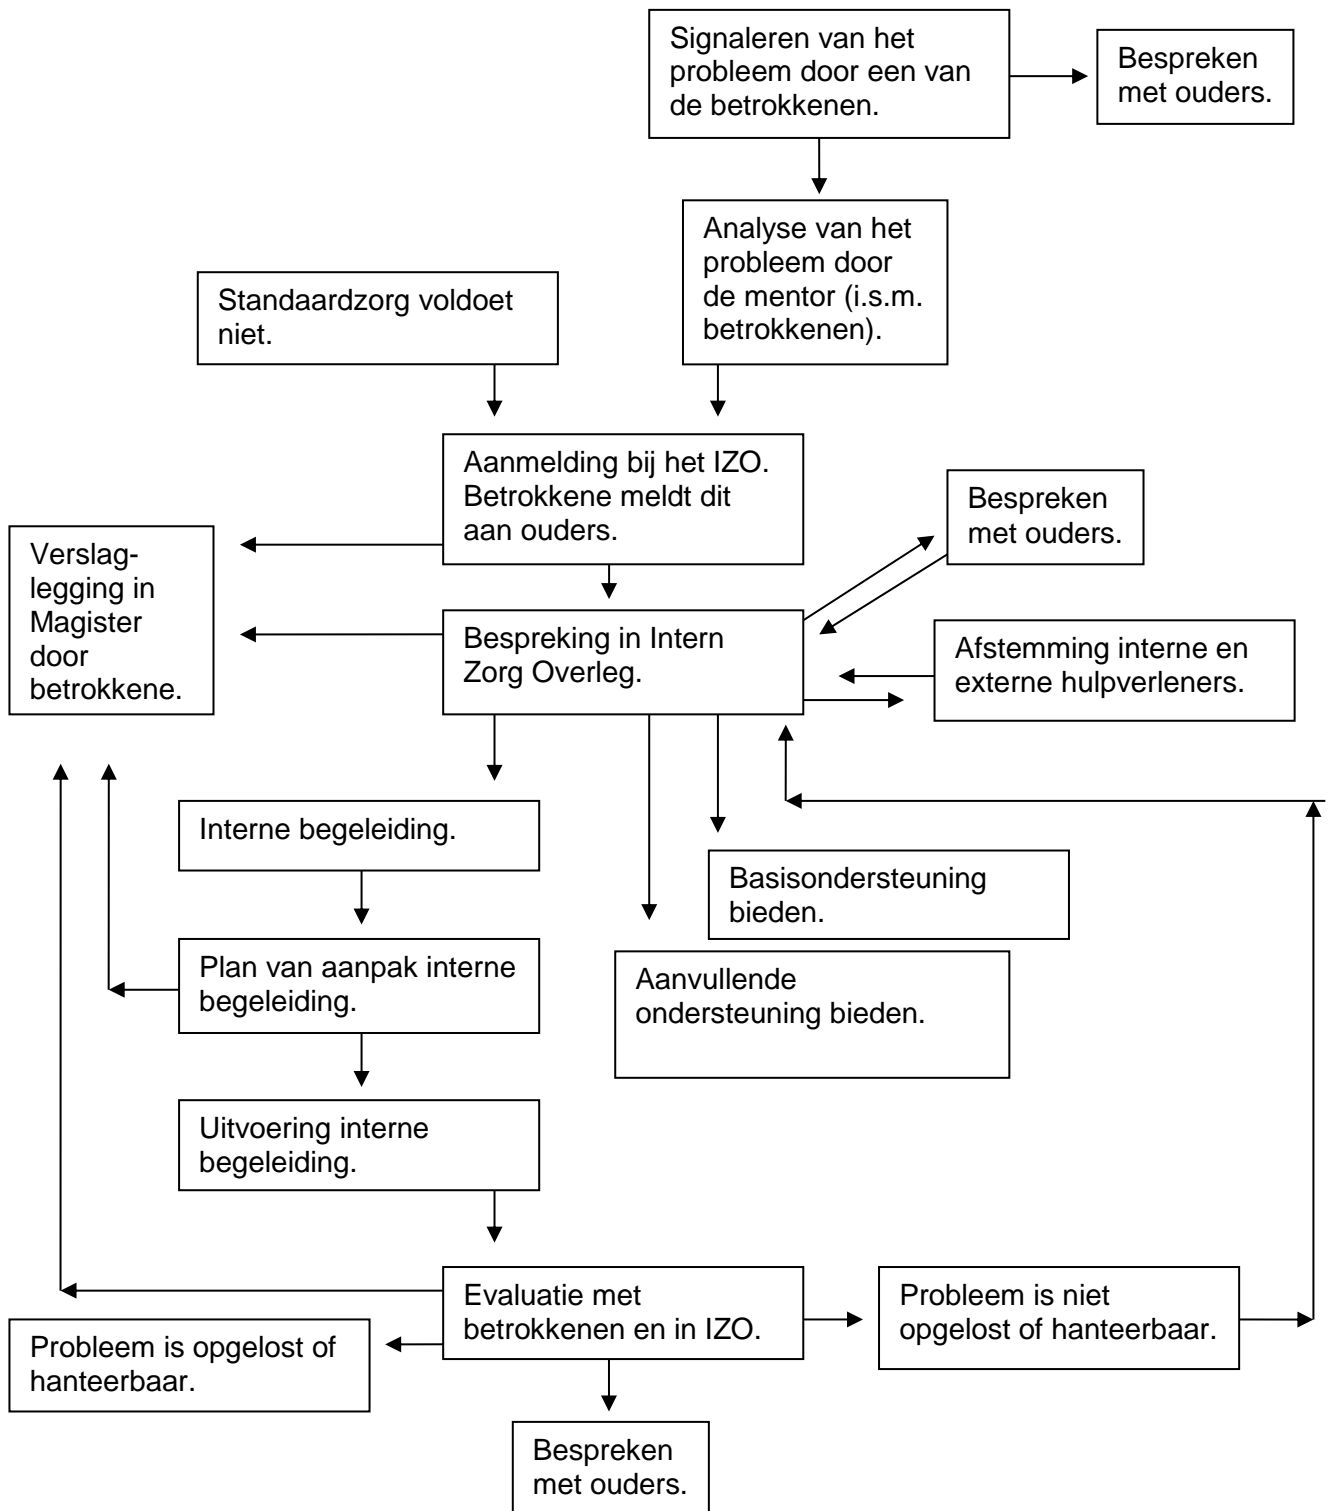 Signaleren van het
probleem door een van
de betrokkenen.
Bespreken
met ouders.
Analyse van het
probleem door
de mentor (i.s.m.
betrokkenen).
Standaardzorg voldoet
niet.
Aanmelding bij het IZO.
Betrokkene meldt dit
aan ouders.
Bespreken
met ouders.
Verslag-
legging in
Magister
door
betrokkene.
Bespreking in Intern
Zorg Overleg.
Afstemming interne en
externe hulpverleners.
Interne begeleiding.
Basisondersteuning
bieden.
Plan van aanpak interne
begeleiding.
Aanvullende
ondersteuning bieden.
Uitvoering interne
begeleiding.
Evaluatie met
betrokkenen en in IZO.
Probleem is niet
opgelost of hanteerbaar.
Probleem is opgelost of
hanteerbaar.
Bespreken
met ouders.